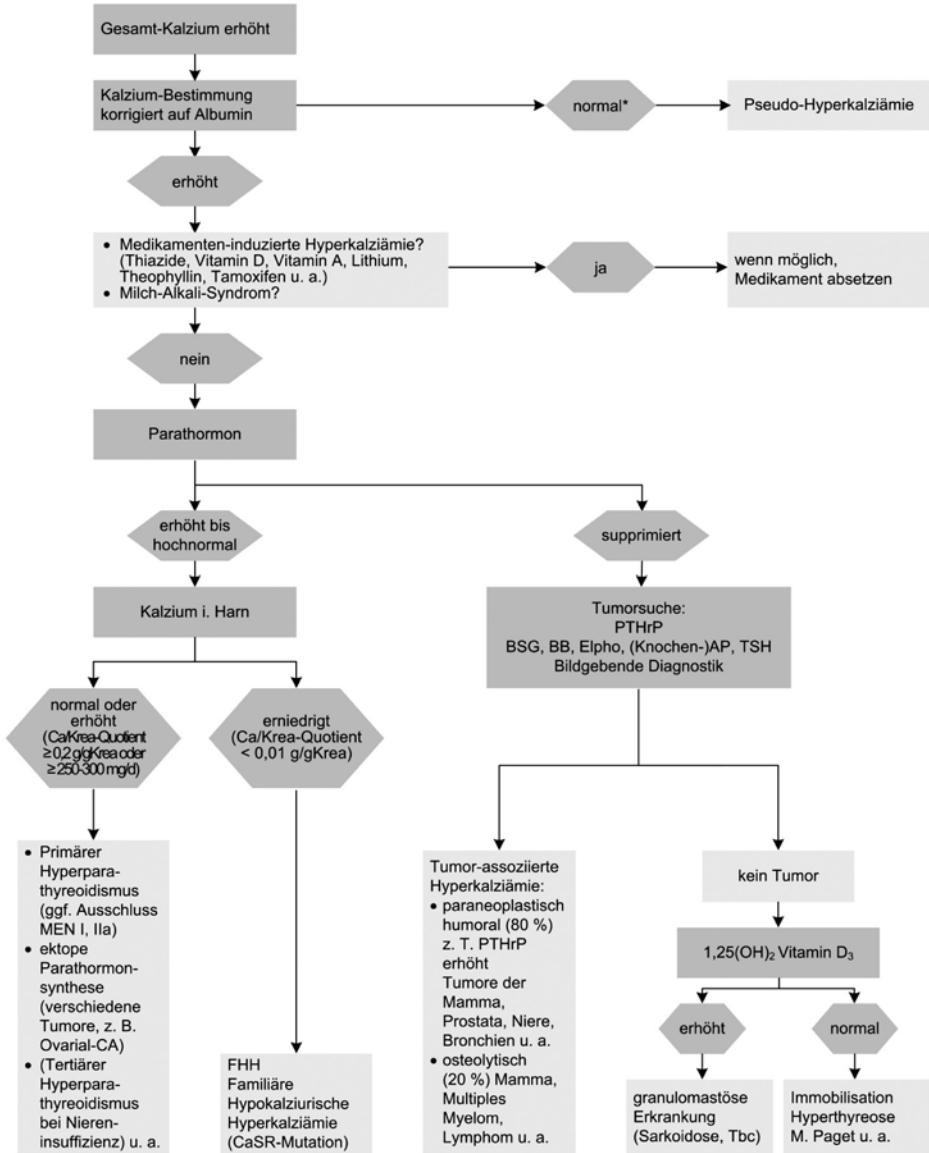 Gesamt-Kalzium erhöht
Kalzium-Bestimmung
korrigiert auf Albumin
normal*
Pseudo-Hyperkalziämie
erhöht
• Medikamenten-induzierte Hyperkalziämie?
(Thiazide, Vitamin D, Vitamin A, Lithium,
Theophyllin, Tamoxifen u. a.)
• Milch-Alkali-Syndrom?
ja
wenn möglich,
Medikament absetzen
nein
Parathormon
erhöht bis
hochnormal
supprimiert
Kalzium i. Harn
Tumorsuche:
PTHrP
BSG, BB, Elpho, (Knochen-)AP, TSH
Bildgebende Diagnostik
normal oder
erhöht
(Ca/Krea-Quotient
≥ 0,2 g/gKrea oder
≥ 250-300 mg/d)
erniedrigt
(Ca/Krea-Quotient
< 0,01 g/gKrea)
• Primärer
Hyperpara-
thyreoidismus
(ggf. Ausschluss
MEN I, IIa)
• ektope
Parathormon-
synthese
(verschiedene
Tumore, z. B.
Ovarial-CA)
• (Tertiärer
Hyperpara-
thyreoidismus
bei Nieren-
insuffizienz) u. a.
FHH
Familiäre
Hypokalziurische
Hyperkalziämie
(CaSR-Mutation)
Tumor-assoziierte
Hyperkalziämie:
• paraneoplastisch
humoral (80 %)
z. T. PTHrP
erhöht
Tumore der
Mamma,
Prostata, Niere,
Bronchien u. a.
• osteolytisch
(20 %) Mamma,
Multiples
Myelom,
Lymphom u. a.
kein Tumor
1,25(OH)₂ Vitamin D₃
erhöht
normal
granulomastöse
Erkrankung
(Sarkoidose, Tbc)
Immobilisation
Hyperthyreose
M. Paget u. a.